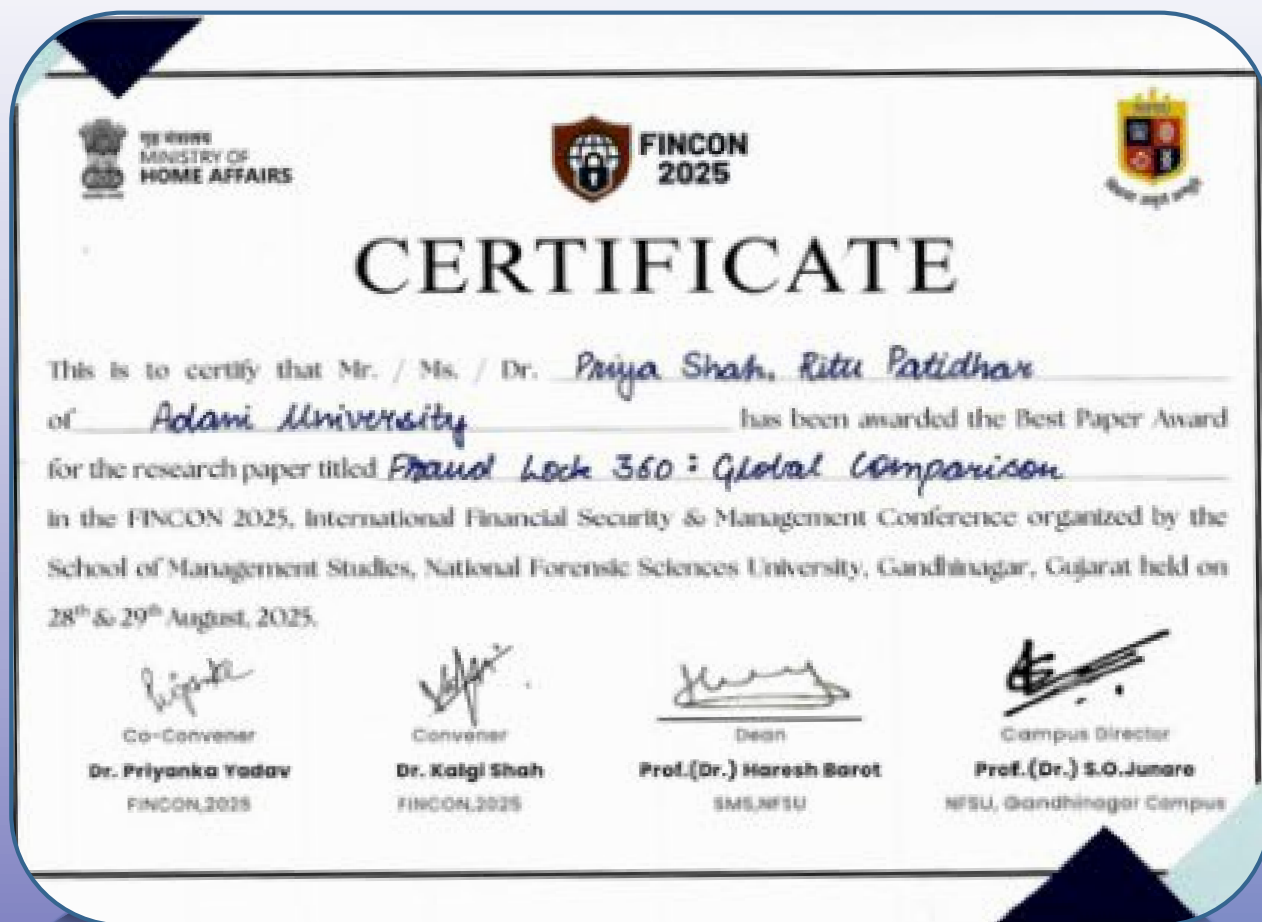 गृह मंत्रालय
MINISTRY OF
HOME AFFAIRS
FINCON
2025
NFSU
CERTIFICATE
This is to certify that Mr. / Ms. / Dr. Priya Shah, Ritu Patidhar
of Adani University has been awarded the Best Paper Award
for the research paper titled Fraud Lock 360 : Global Comparison
in the FINCON 2025, International Financial Security & Management Conference organized by the
School of Management Studies, National Forensic Sciences University, Gandhinagar, Gujarat held on
28th & 29th August, 2025.
Co-Convener
Convener
Dean
Campus Director
Dr. Priyanka Yadav
Dr. Kalgi Shah
Prof.(Dr.) Haresh Barot
Prof.(Dr.) S.O.Junare
FINCON,2025
FINCON,2025
SMS,NFSU
NFSU, Gandhinagar Campus